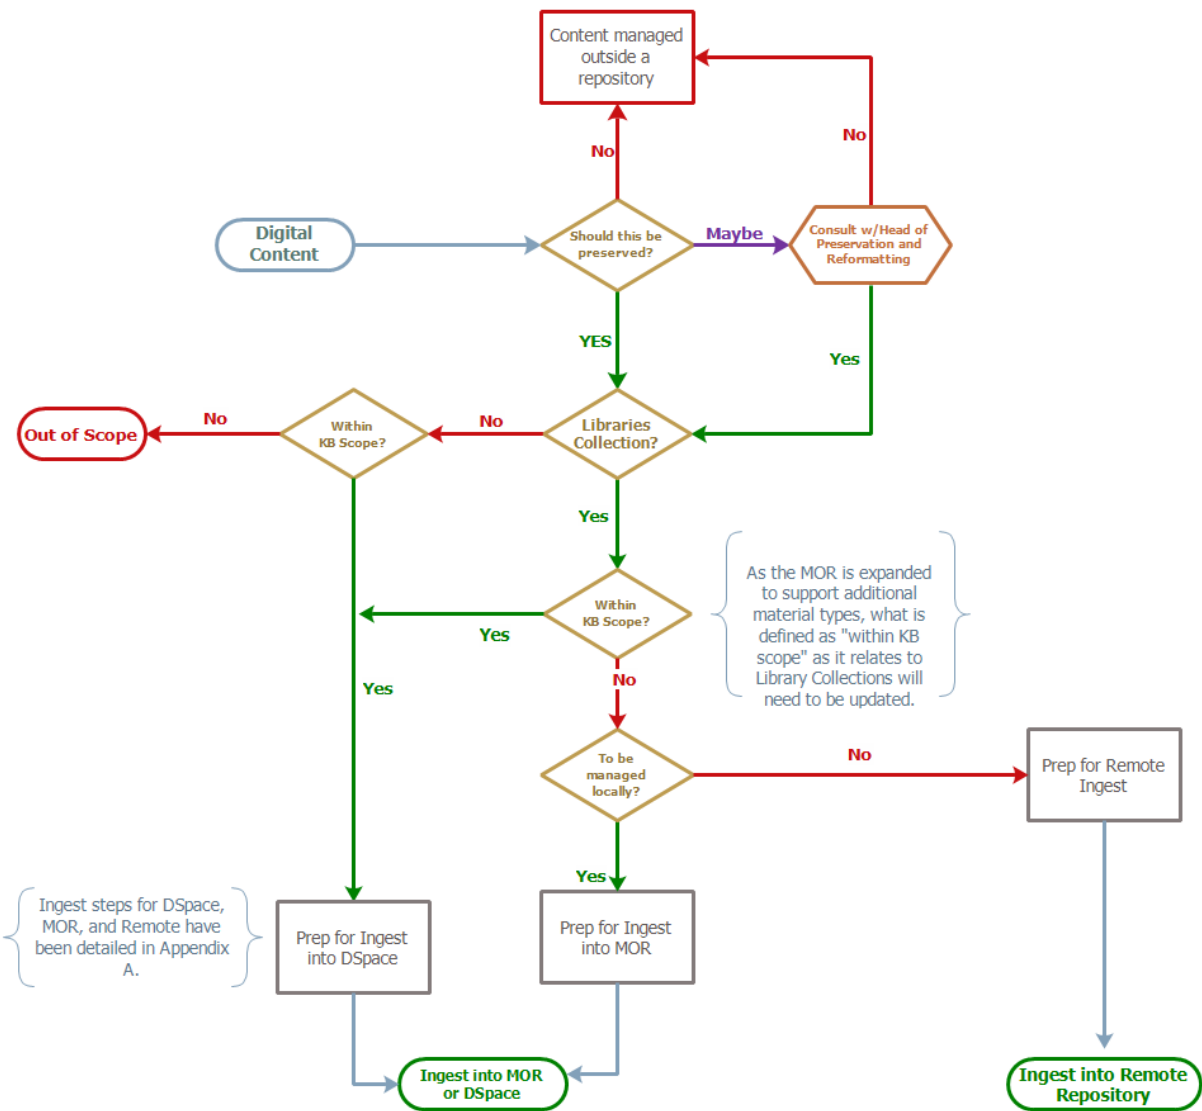 Content managed
outside a
repository
No
No
Digital
Content
Should this be
preserved?
Maybe
Consult w/Head of
Preservation and
Reformatting
YES
Yes
Out of Scope
No
Within
KB Scope?
No
Libraries
Collection?
Yes
Within
KB Scope?
Yes
As the MOR is expanded
to support additional
material types, what is
defined as "within KB
scope" as it relates to
Library Collections will
need to be updated.
Yes
No
To be
managed
locally?
No
Prep for Remote
Ingest
Yes
Ingest steps for DSpace,
MOR, and Remote have
been detailed in Appendix
A.
Prep for Ingest
into DSpace
Prep for Ingest
into MOR
Ingest into MOR
or DSpace
Ingest into Remote
Repository